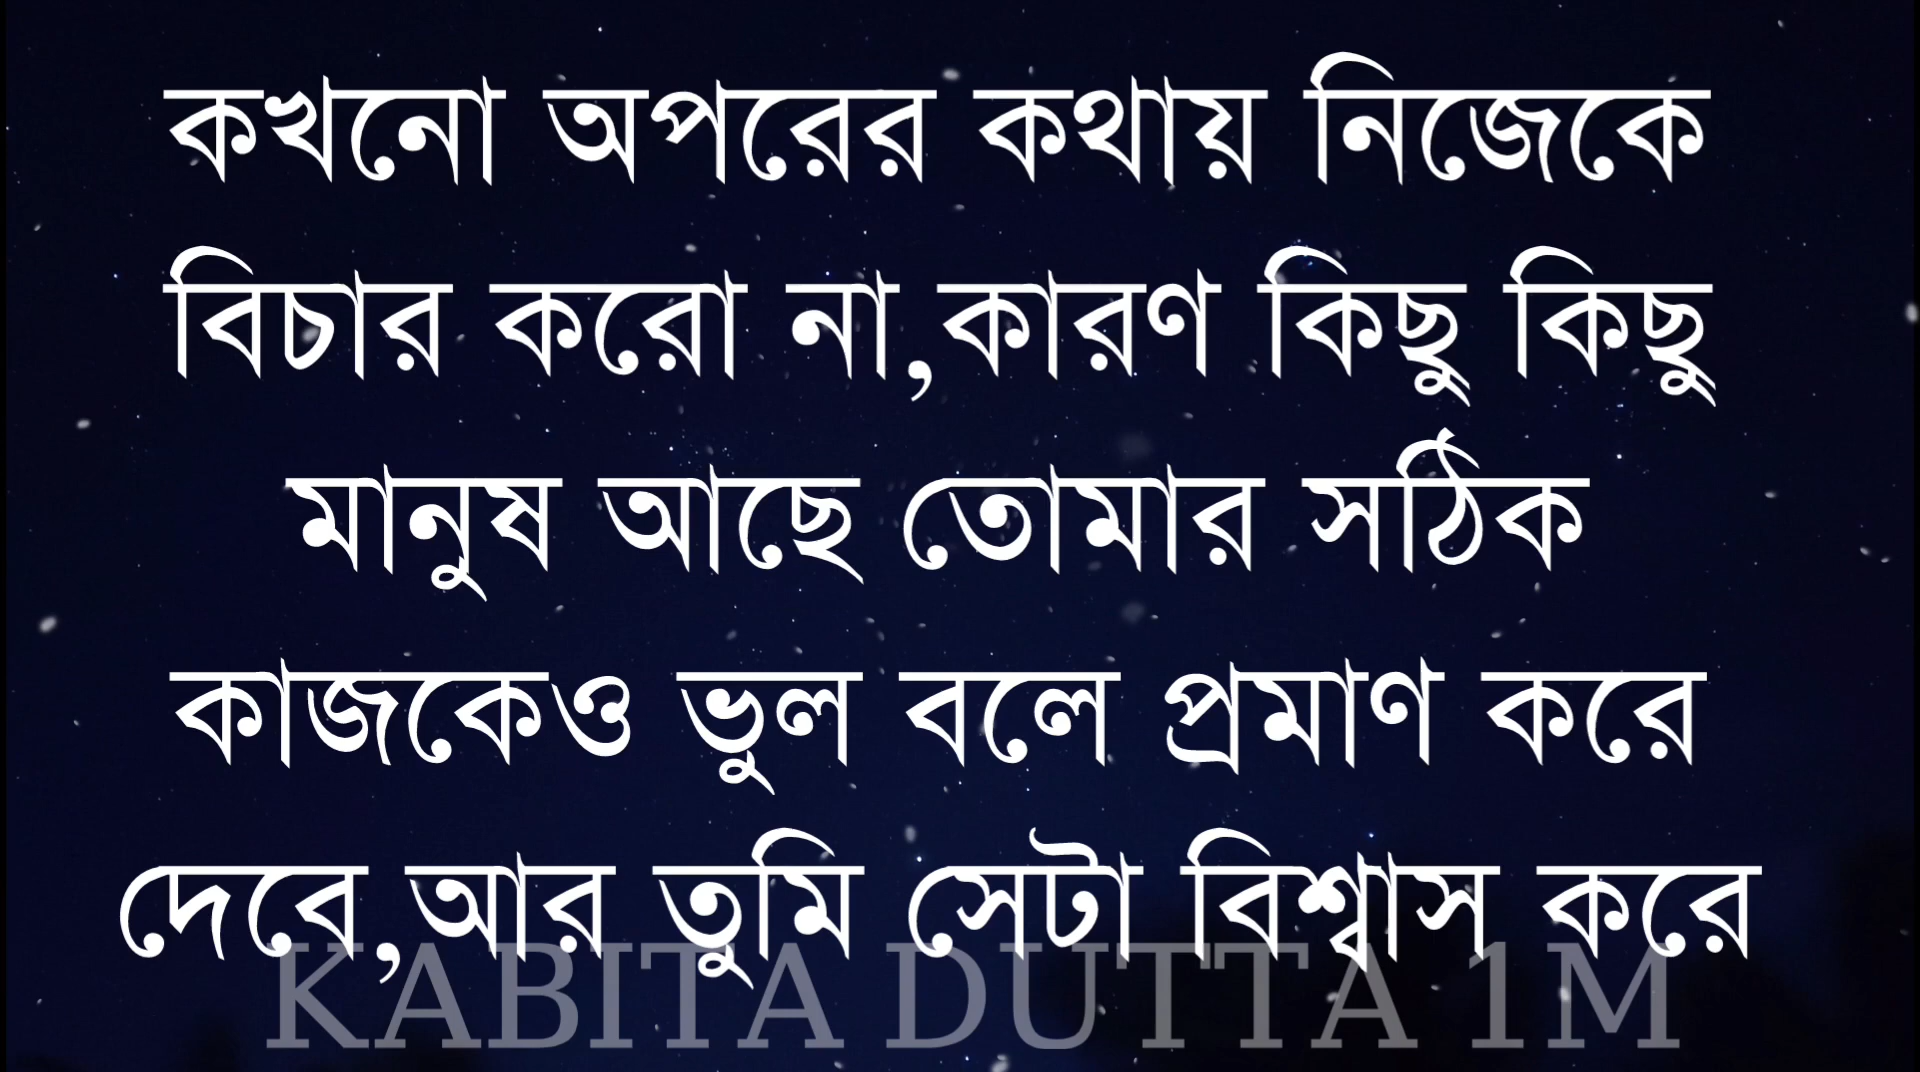 কখনো অপরের কথায় নিজেকে
বিচার করো না,কারণ কিছু কিছু
মানুষ আছে তোমার সঠিক
কাজকেও ভুল বলে প্রমাণ করে
দেবে,আর তুমি সেটা বিশ্বাস করে
KABITA DUTTA 1M